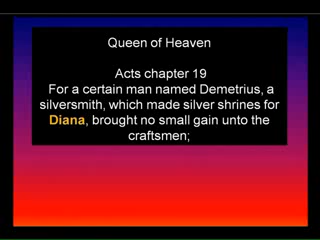 Queen of Heaven
Acts chapter 19
For a certain man named Demetrius, a
silversmith, which made silver shrines for
Diana, brought no small gain unto the
craftsmen;